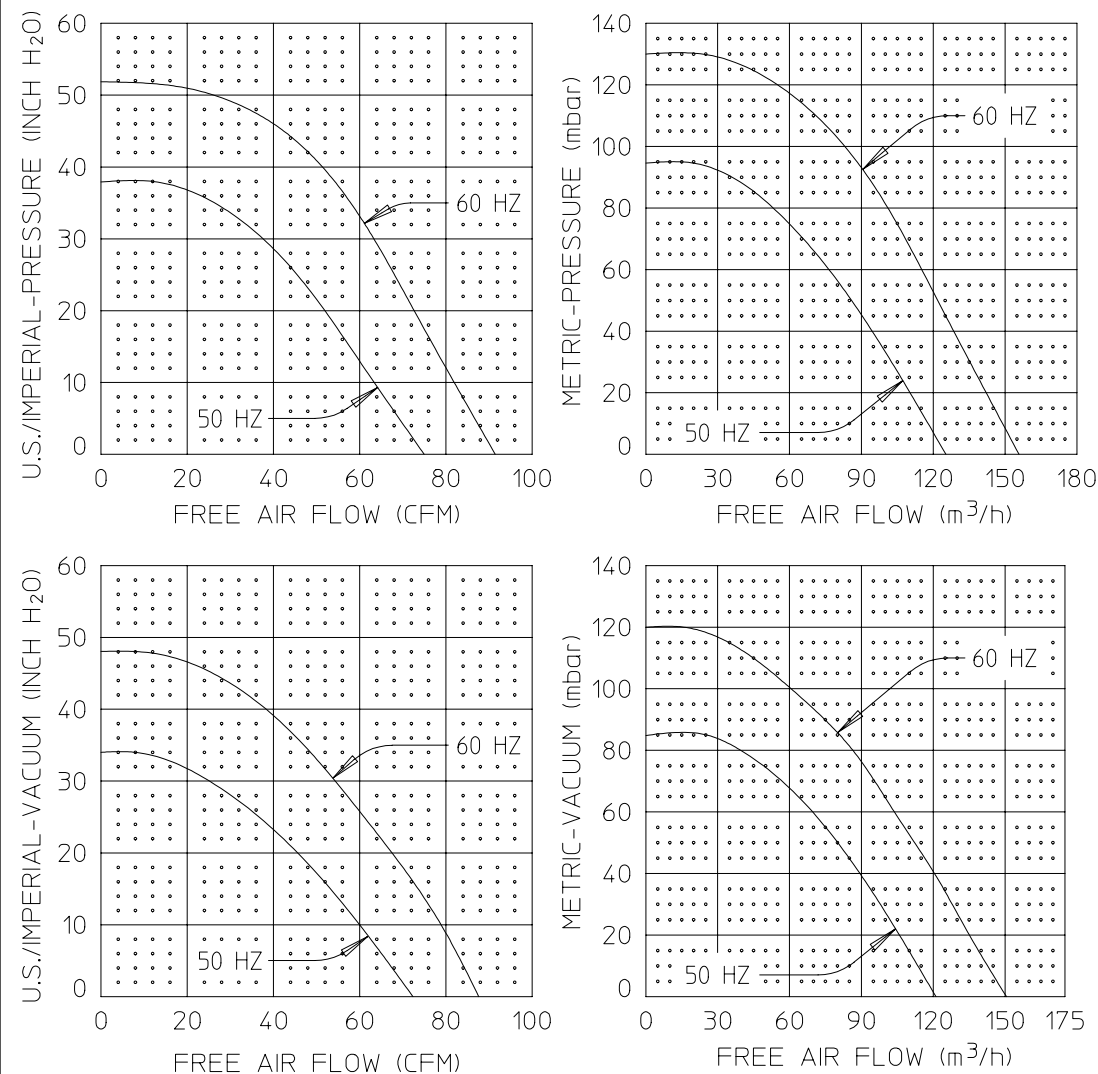 U.S./IMPERIAL-PRESSURE (INCH H₂O)
60
50
40
30
20
10
0
60 HZ
50 HZ
0 20 40 60 80 100
FREE AIR FLOW (CFM)
METRIC-PRESSURE (mbar)
140
120
100
80
60
40
20
0
60 HZ
50 HZ
0 30 60 90 120 150 180
FREE AIR FLOW (m³/h)
U.S./IMPERIAL-VACUUM (INCH H₂O)
60
50
40
30
20
10
0
60 HZ
50 HZ
0 20 40 60 80 100
FREE AIR FLOW (CFM)
METRIC-VACUUM (mbar)
140
120
100
80
60
40
20
0
60 HZ
50 HZ
0 30 60 90 120 150 175
FREE AIR FLOW (m³/h)